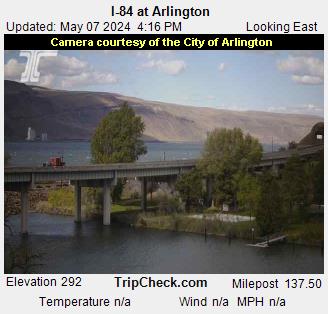 I-84 at Arlington
Updated: May 07 2024 4:16 PM Looking East
Camera courtesy of the City of Arlington
Elevation 292 TripCheck.com Milepost 137.50
Temperature n/a Wind n/a MPH n/a